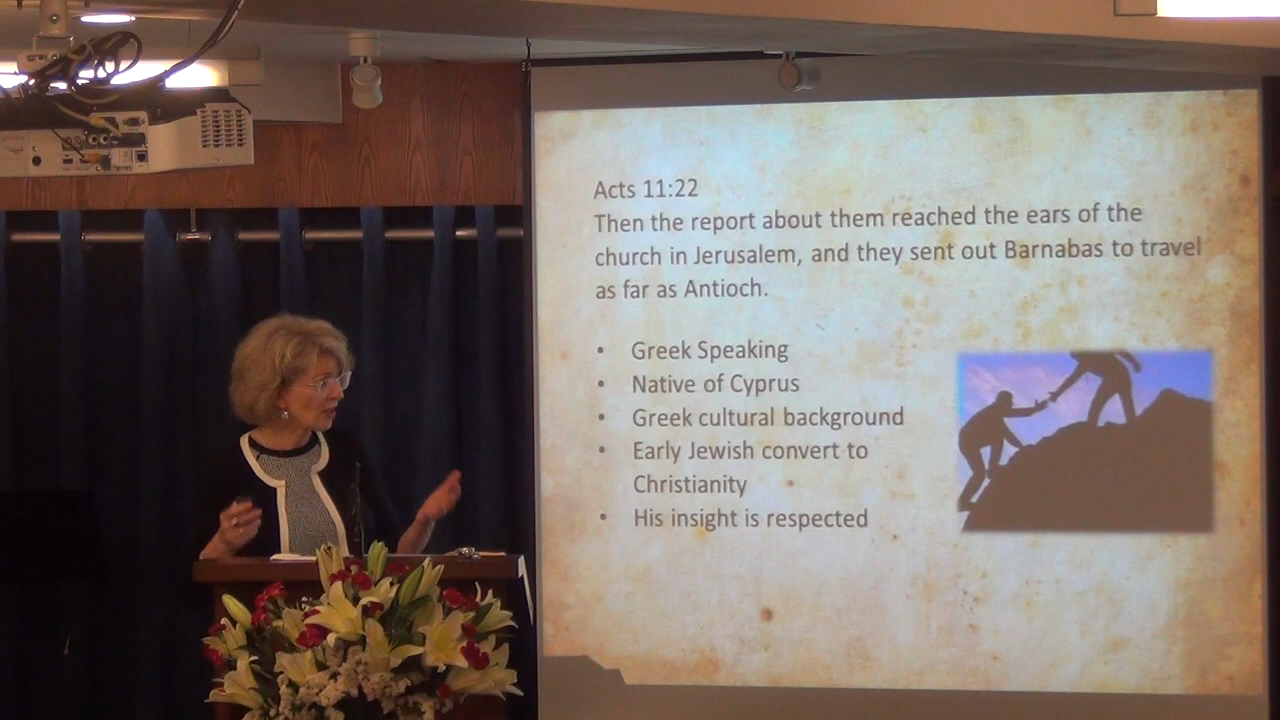 Acts 11:22
Then the report about them reached the ears of the
church in Jerusalem, and they sent out Barnabas to travel
as far as Antioch.
• Greek Speaking
• Native of Cyprus
• Greek cultural background
• Early Jewish convert to
Christianity
• His insight is respected